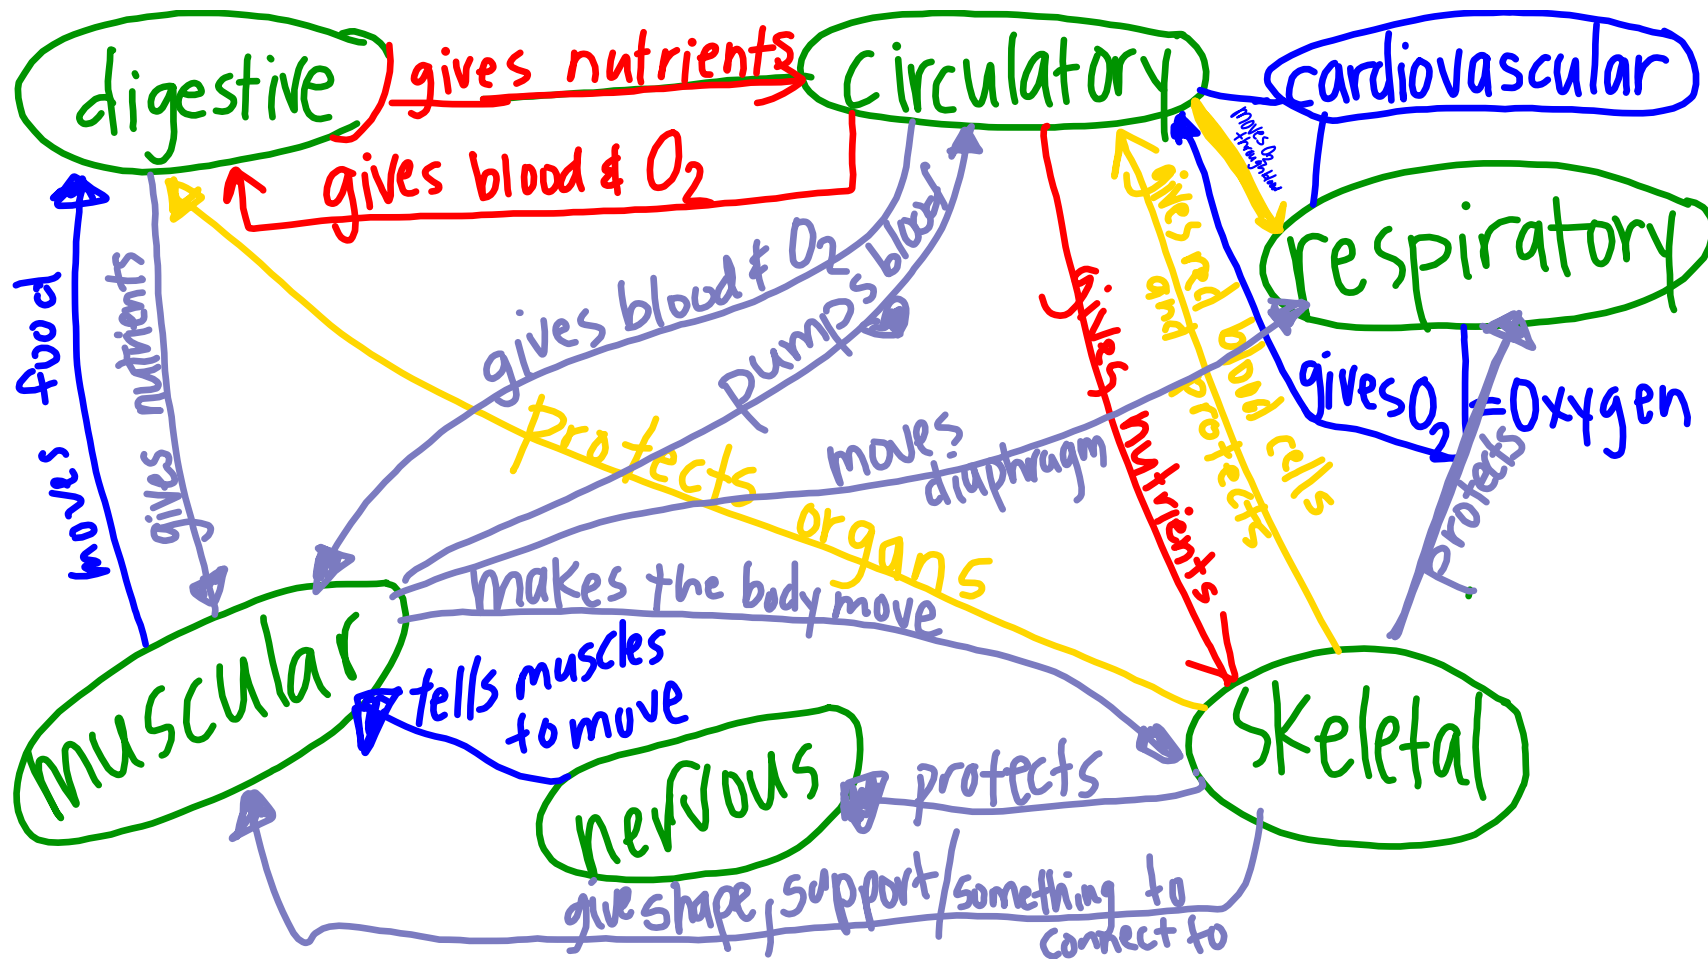 digestive
gives nutrients
circulatory
cardiovascular
gives blood & O2
moves O2
through blood
respiratory
moves food
gives nutrients
gives blood & O2
pumps blood
gives nutrients
gives red blood cells
and protects
gives O2 = Oxygen
protects organs
moves
diaphragm
protects
makes the body move
muscular
tells muscles
to move
nervous
protects
skeletal
give shape, support/something to
connect to